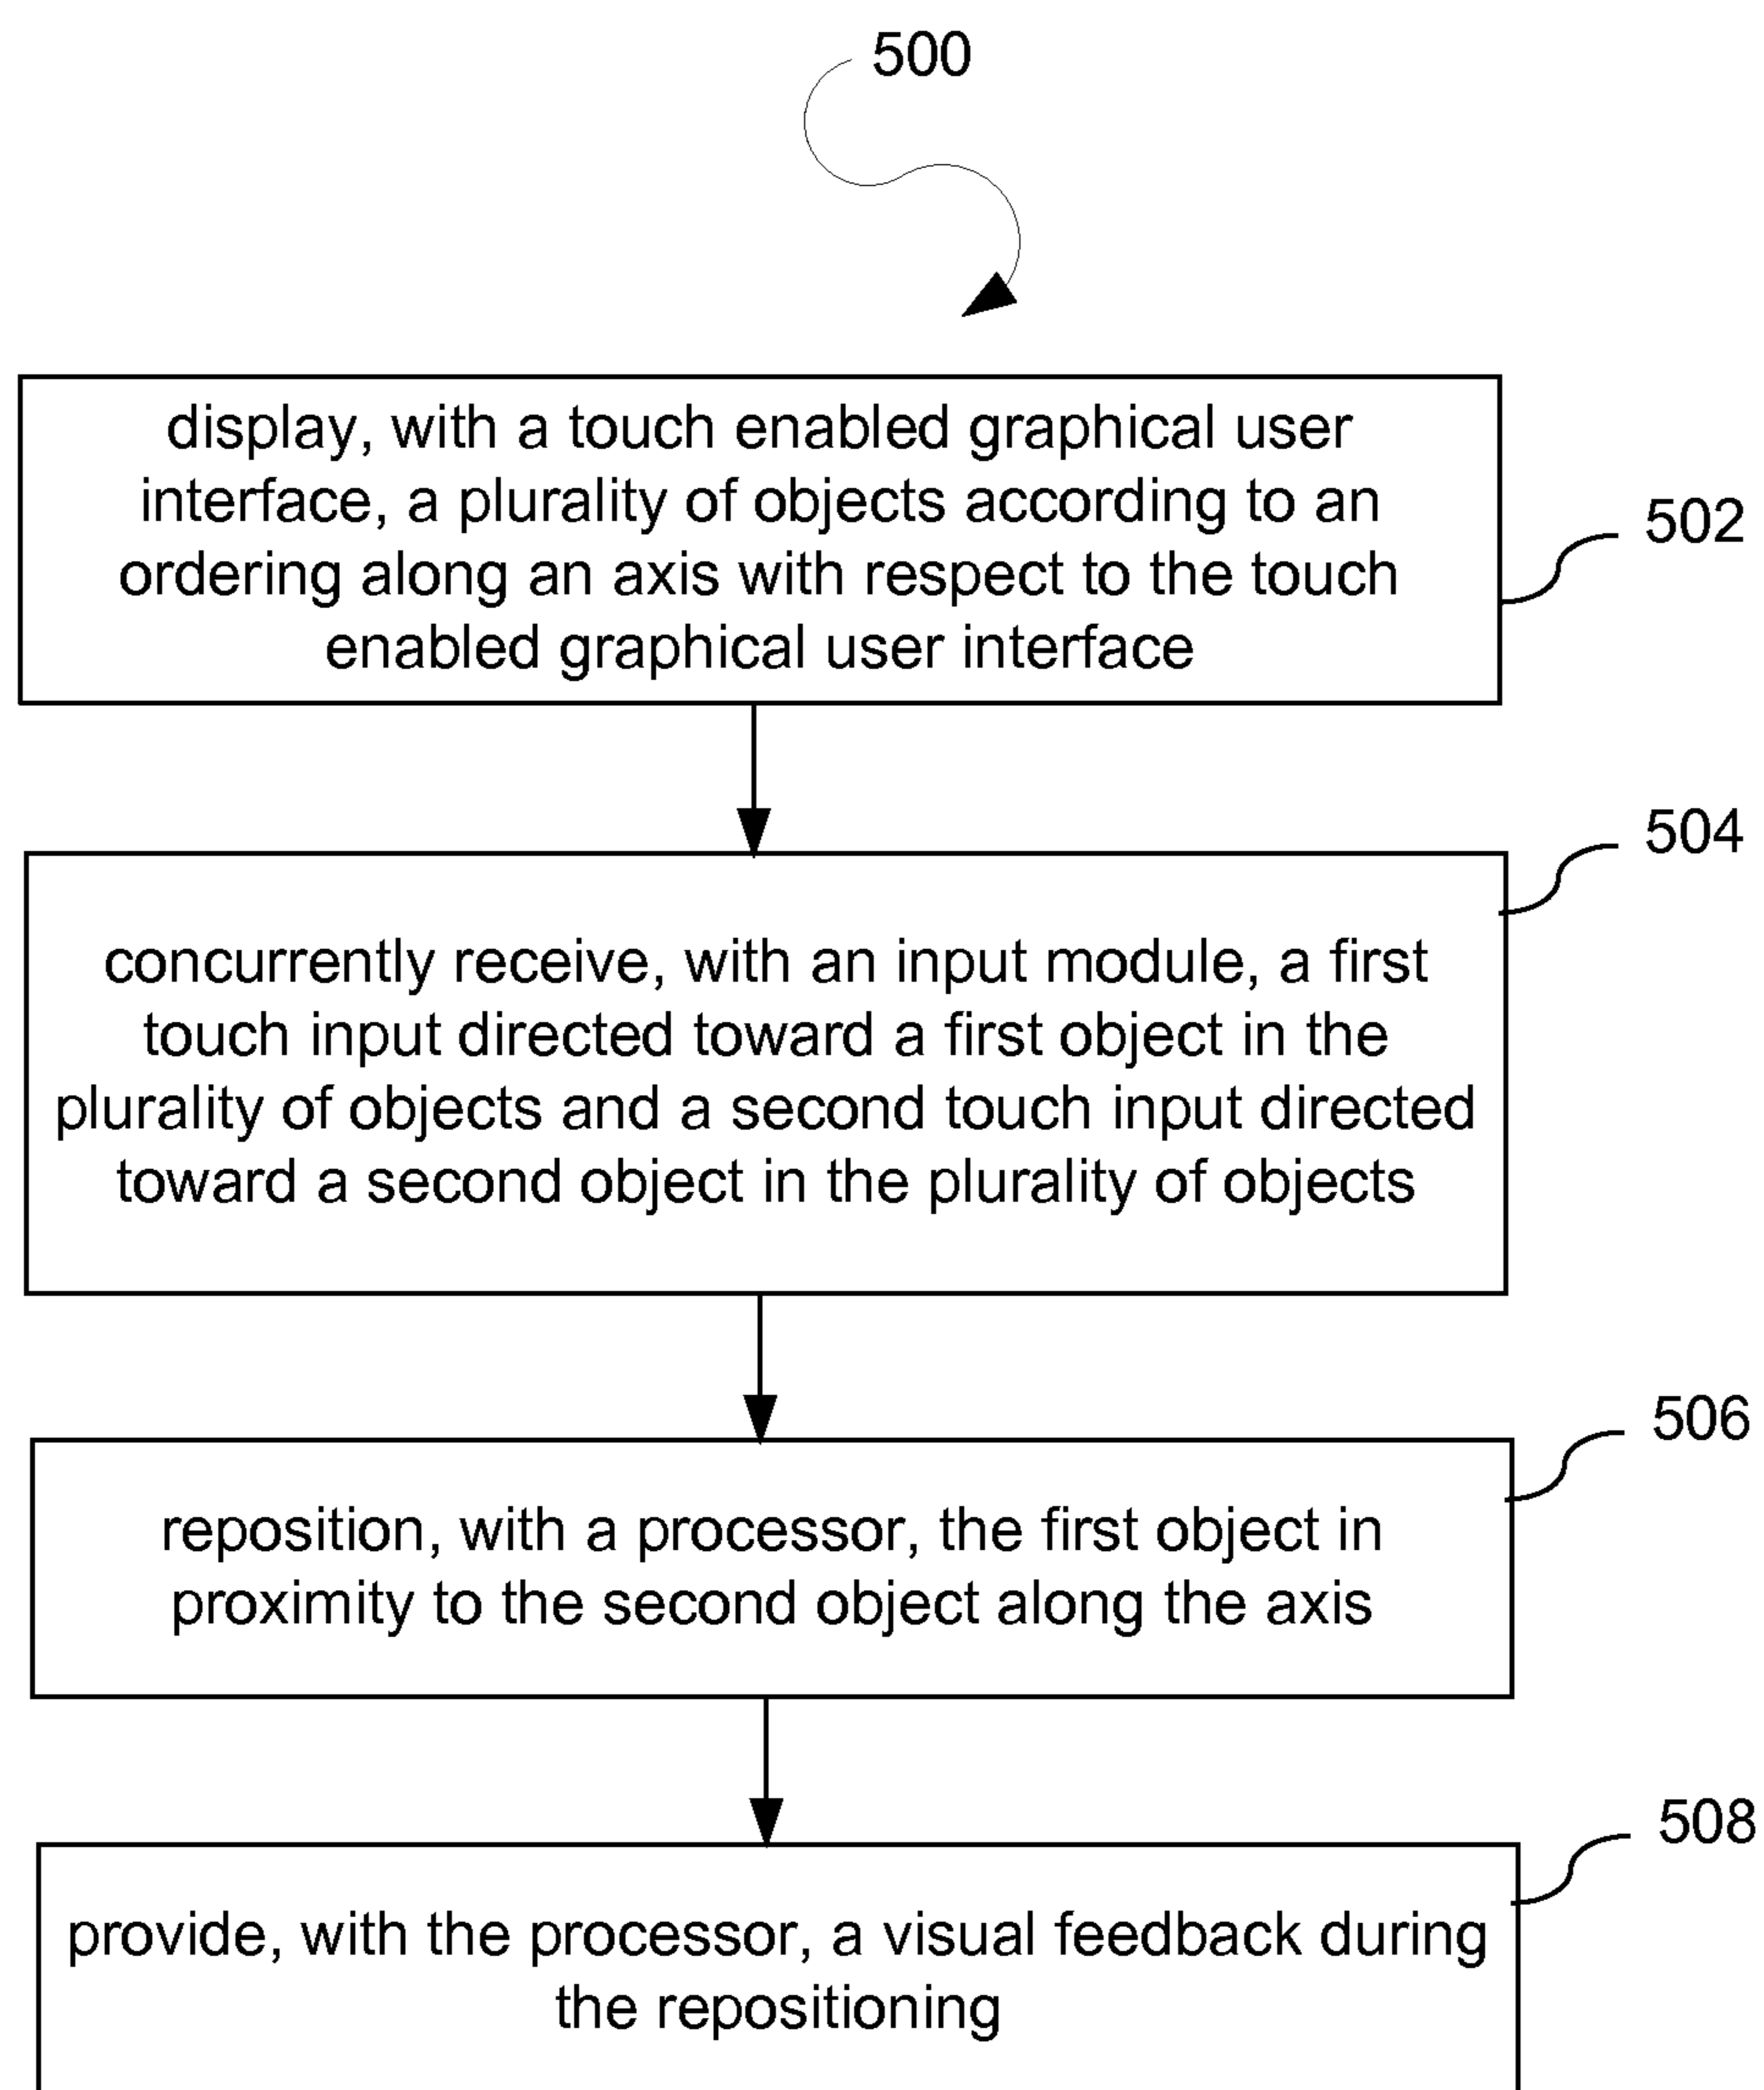 500
display, with a touch enabled graphical user
interface, a plurality of objects according to an
ordering along an axis with respect to the touch
enabled graphical user interface
502
504
concurrently receive, with an input module, a first
touch input directed toward a first object in the
plurality of objects and a second touch input directed
toward a second object in the plurality of objects
506
reposition, with a processor, the first object in
proximity to the second object along the axis
508
provide, with the processor, a visual feedback during
the repositioning